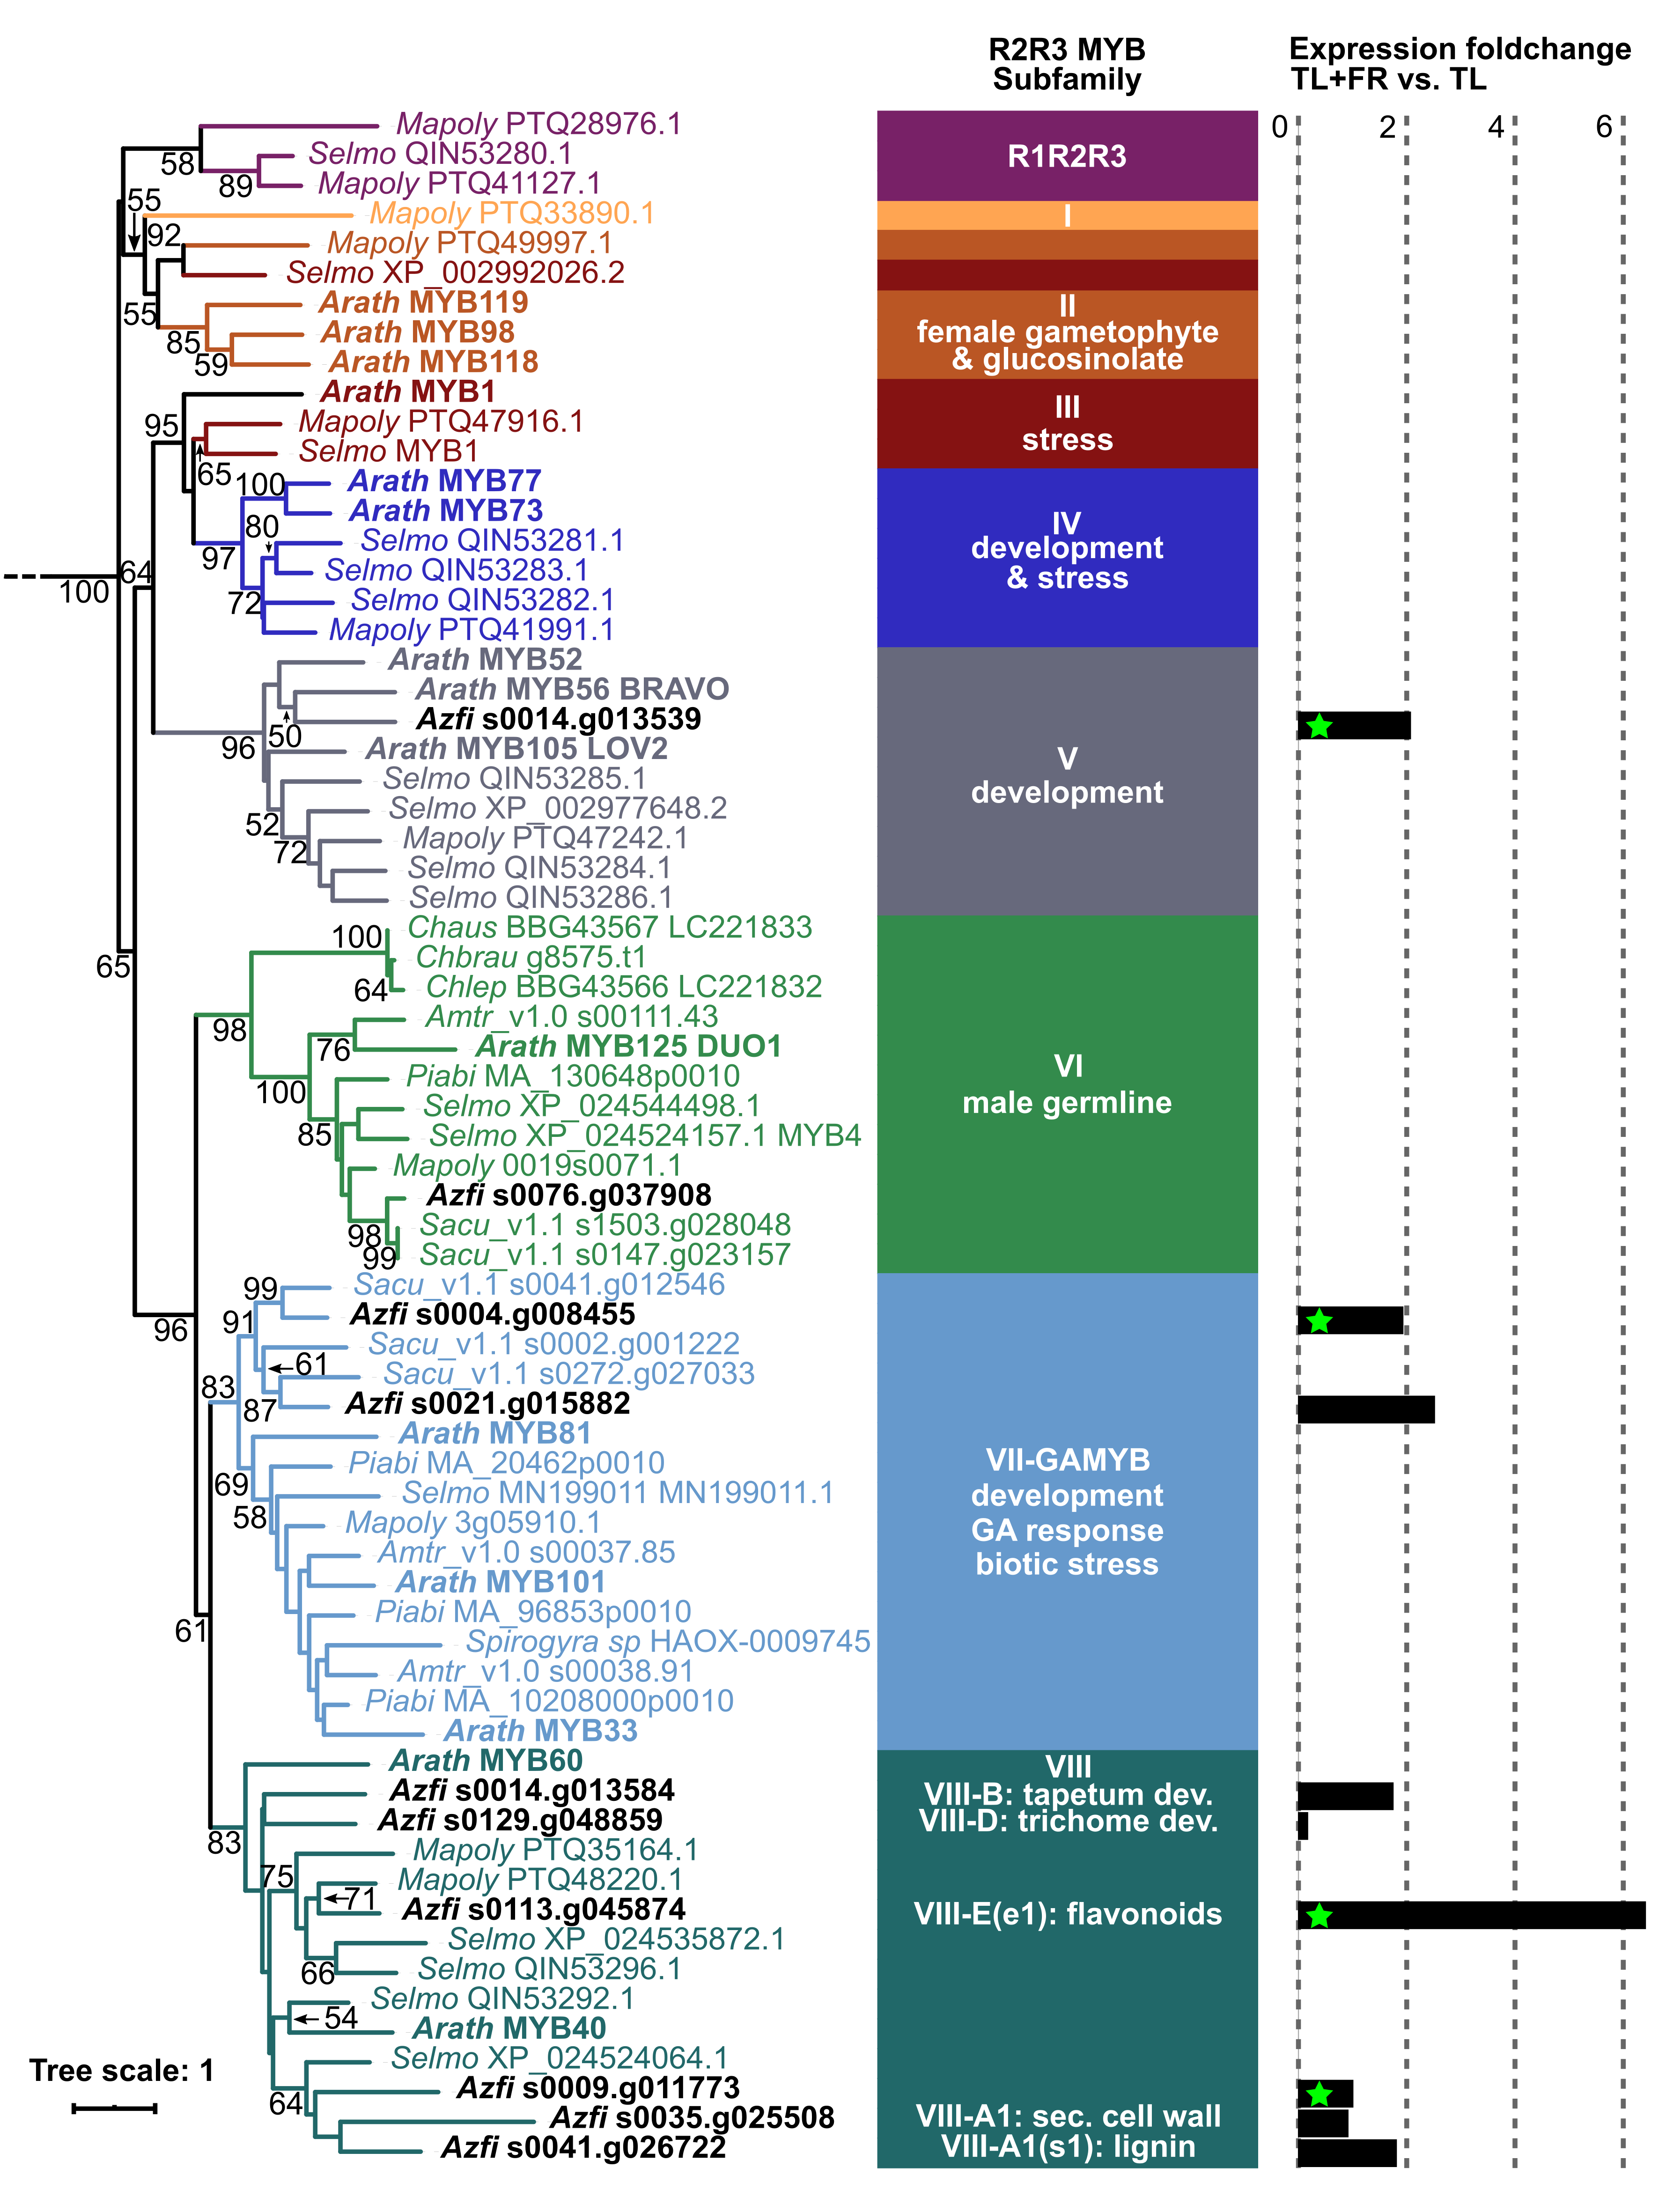 R2R3 MYB
Subfamily
Expression foldchange
TL+FR vs. TL
0 2 4 6
Mapoly PTQ28976.1
58
Selmo QIN53280.1
R1R2R3
89
Mapoly PTQ41127.1
55
Mapoly PTQ33890.1
I
92
Mapoly PTQ49997.1
Selmo XP_002992026.2
Arath MYB119
II
55
Arath MYB98
female gametophyte
85
59
Arath MYB118
& glucosinolate
Arath MYB1
III
95
Mapoly PTQ47916.1
stress
Selmo MYB1
65
100
Arath MYB77
Arath MYB73
IV
80
Selmo QIN53281.1
development
97
Selmo QIN53283.1
& stress
100
64
72
Selmo QIN53282.1
Mapoly PTQ41991.1
Arath MYB52
Arath MYB56 BRAVO
Azfi s0014.g013539
50
96
Arath MYB105 LOV2
V
Selmo QIN53285.1
development
Selmo XP_002977648.2
52
Mapoly PTQ47242.1
72
Selmo QIN53284.1
Selmo QIN53286.1
Chaus BBG43567 LC221833
100
Chbrau g8575.t1
65
64
Chlep BBG43566 LC221832
98
Amtr_v1.0 s00111.43
76
Arath MYB125 DUO1
VI
100
Piabi MA_130648p0010
male germline
Selmo XP_024544498.1
85
Selmo XP_024524157.1 MYB4
Mapoly 0019s0071.1
Azfi s0076.g037908
98
Sacu_v1.1 s1503.g028048
99
Sacu_v1.1 s0147.g023157
99
Sacu_v1.1 s0041.g012546
96
91
Azfi s0004.g008455
Sacu_v1.1 s0002.g001222
61
Sacu_v1.1 s0272.g027033
83
87
Azfi s0021.g015882
Arath MYB81
VII-GAMYB
Piabi MA_20462p0010
development
69
Selmo MN199011 MN199011.1
GA response
58
Mapoly 3g05910.1
biotic stress
Amtr_v1.0 s00037.85
Arath MYB101
61
Piabi MA_96853p0010
Spirogyra sp HAOX-0009745
Amtr_v1.0 s00038.91
Piabi MA_10208000p0010
Arath MYB33
Arath MYB60
VIII
Azfi s0014.g013584
VIII-B: tapetum dev.
Azfi s0129.g048859
VIII-D: trichome dev.
83
Mapoly PTQ35164.1
75
Mapoly PTQ48220.1
71
Azfi s0113.g045874
VIII-E(e1): flavonoids
Selmo XP_024535872.1
66
Selmo QIN53296.1
Selmo QIN53292.1
54
Arath MYB40
Selmo XP_024524064.1
Tree scale: 1
64
Azfi s0009.g011773
Azfi s0035.g025508
VIII-A1: sec. cell wall
Azfi s0041.g026722
VIII-A1(s1): lignin